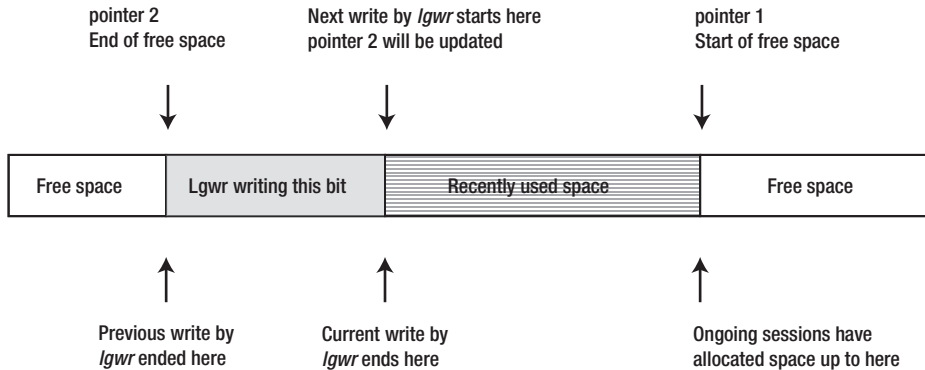 pointer 2
End of free space
Next write by lgwr starts here
pointer 2 will be updated
pointer 1
Start of free space
Free space
Lgwr writing this bit
Recently used space
Free space
Previous write by
lgwr ended here
Current write by
lgwr ends here
Ongoing sessions have
allocated space up to here